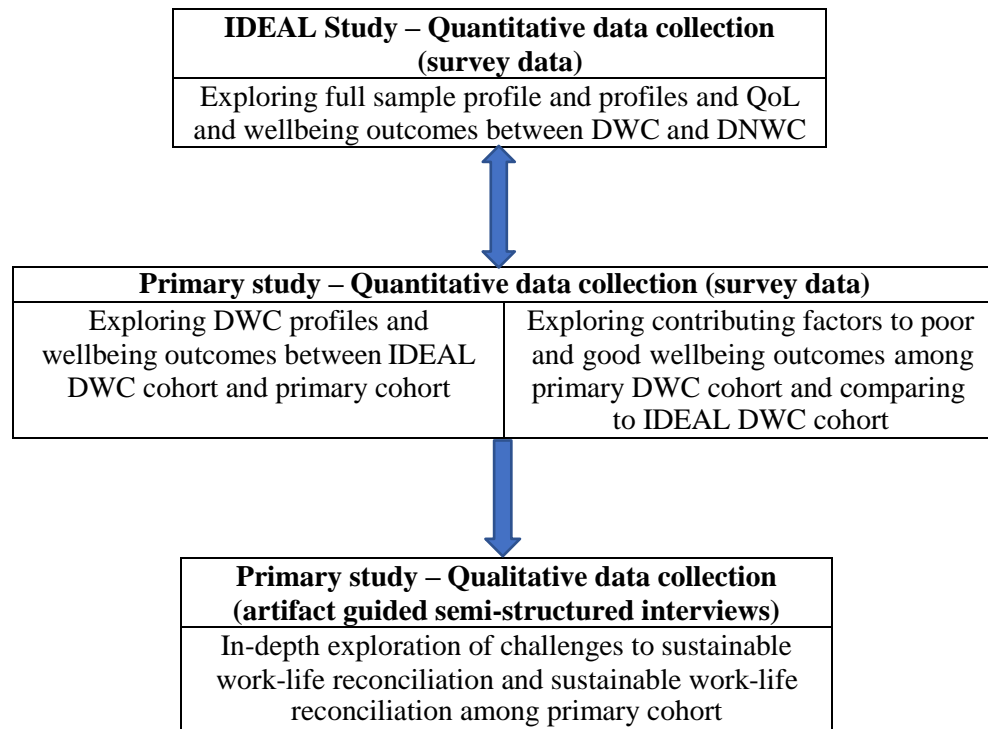 IDEAL Study – Quantitative data collection
(survey data)
Exploring full sample profile and profiles and QoL
and wellbeing outcomes between DWC and DNWC
Primary study – Quantitative data collection (survey data)
Exploring DWC profiles and
wellbeing outcomes between IDEAL
DWC cohort and primary cohort
Exploring contributing factors to poor
and good wellbeing outcomes among
primary DWC cohort and comparing
to IDEAL DWC cohort
Primary study – Qualitative data collection
(artifact guided semi-structured interviews)
In-depth exploration of challenges to sustainable
work-life reconciliation and sustainable work-life
reconciliation among primary cohort